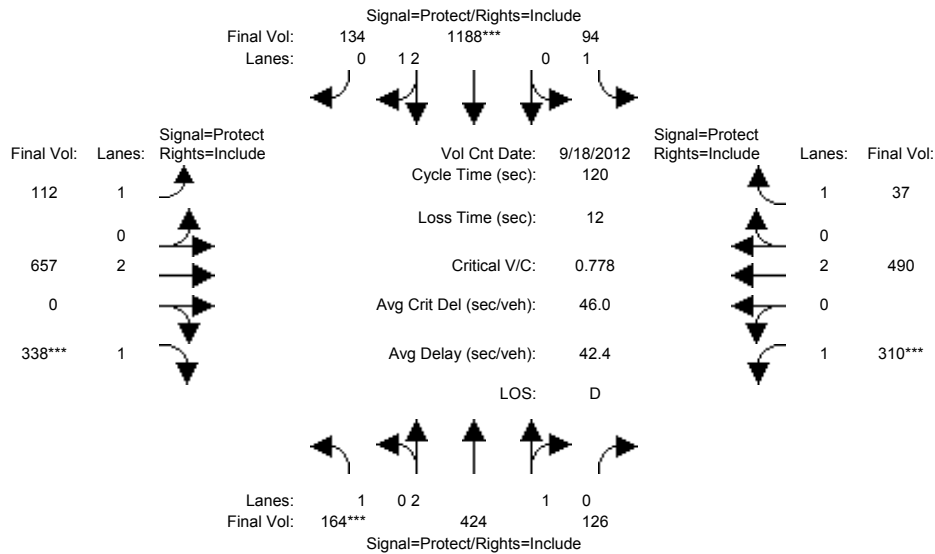 Signal=Protect/Rights=Include
Final Vol: 134 1188*** 94
Lanes: 0 1 2 0 1
Signal=Protect Signal=Protect
Final Vol: Lanes: Rights=Include Vol Cnt Date: 9/18/2012 Rights=Include Lanes: Final Vol:
Cycle Time (sec): 120
112 1 1 37
Loss Time (sec): 12
0 0
657 2 Critical V/C: 0.778 2 490
0 Avg Crit Del (sec/veh): 46.0 0
338*** 1 Avg Delay (sec/veh): 42.4 1 310***
LOS: D
Lanes: 1 0 2 1 0
Final Vol: 164*** 424 126
Signal=Protect/Rights=Include